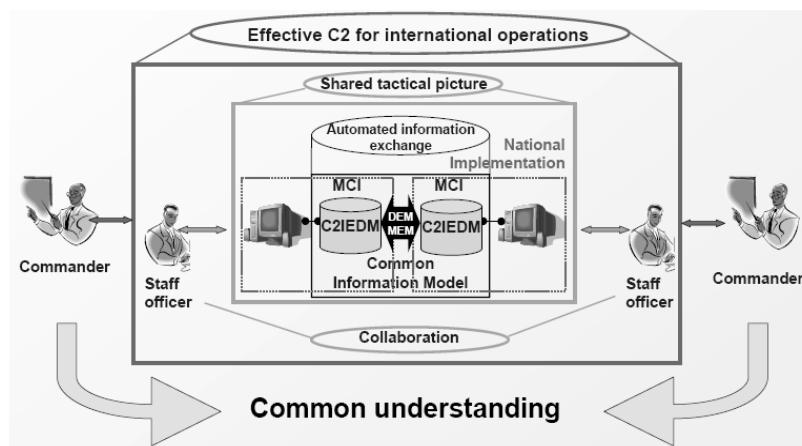 Effective C2 for international operations
Shared tactical picture
Automated information
exchange
National
Implementation
MCI
MCI
C2IEDM
DEM
MEM
C2IEDM
Common
Information Model
Commander
Staff
officer
Staff
officer
Commander
Collaboration
Common understanding